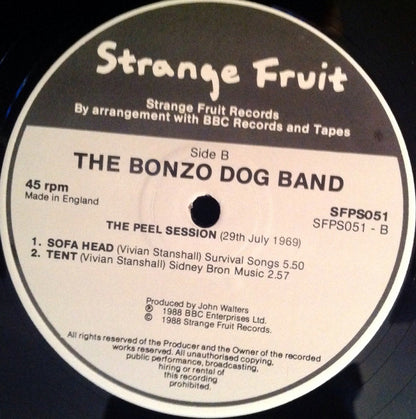 Strange Fruit
Strange Fruit Records
By arrangement with BBC Records and Tapes
Side B
THE BONZO DOG BAND
45 rpm
Made in England
SFPS051
SFPS051 - B
THE PEEL SESSION (29th July 1969)
1. SOFA HEAD (Vivian Stanshall) Survival Songs 5.50
2. TENT (Vivian Stanshall) Sidney Bron Music 2.57
Produced by John Walters
℗ 1988 BBC Enterprises Ltd.
© 1988 Strange Fruit Records.
All rights reserved of the Producer and the Owner of the recorded
works reserved. All unauthorised copying,
public performance, broadcasting,
hiring or rental of
this recording
prohibited.